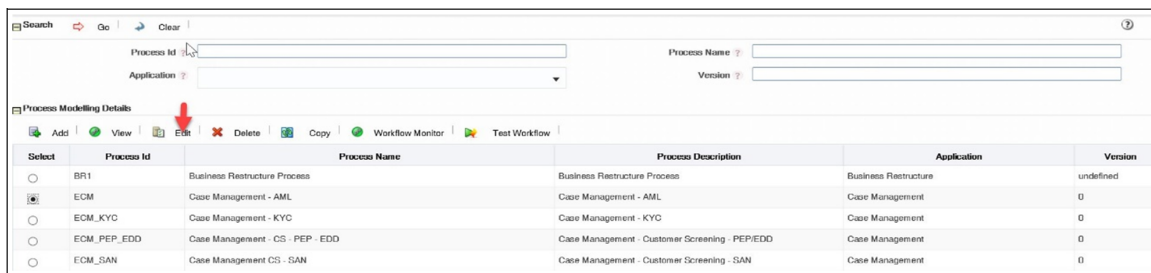 Search Go Clear ?
Process Id ? Process Name ?
Application ? Version ?
Process Modelling Details
Add View Edit Delete Copy Workflow Monitor Test Workflow
Select Process Id Process Name Process Description Application Version
BR1 Business Restructure Process Business Restructure Process Business Restructure undefined
ECM Case Management - AML Case Management - AML Case Management 0
ECM_KYC Case Management - KYC Case Management - KYC Case Management 0
ECM_PEP_EDD Case Management - CS - PEP - EDD Case Management - Customer Screening - PEP/EDD Case Management 0
ECM_SAN Case Management CS - SAN Case Management - Customer Screening - SAN Case Management 0